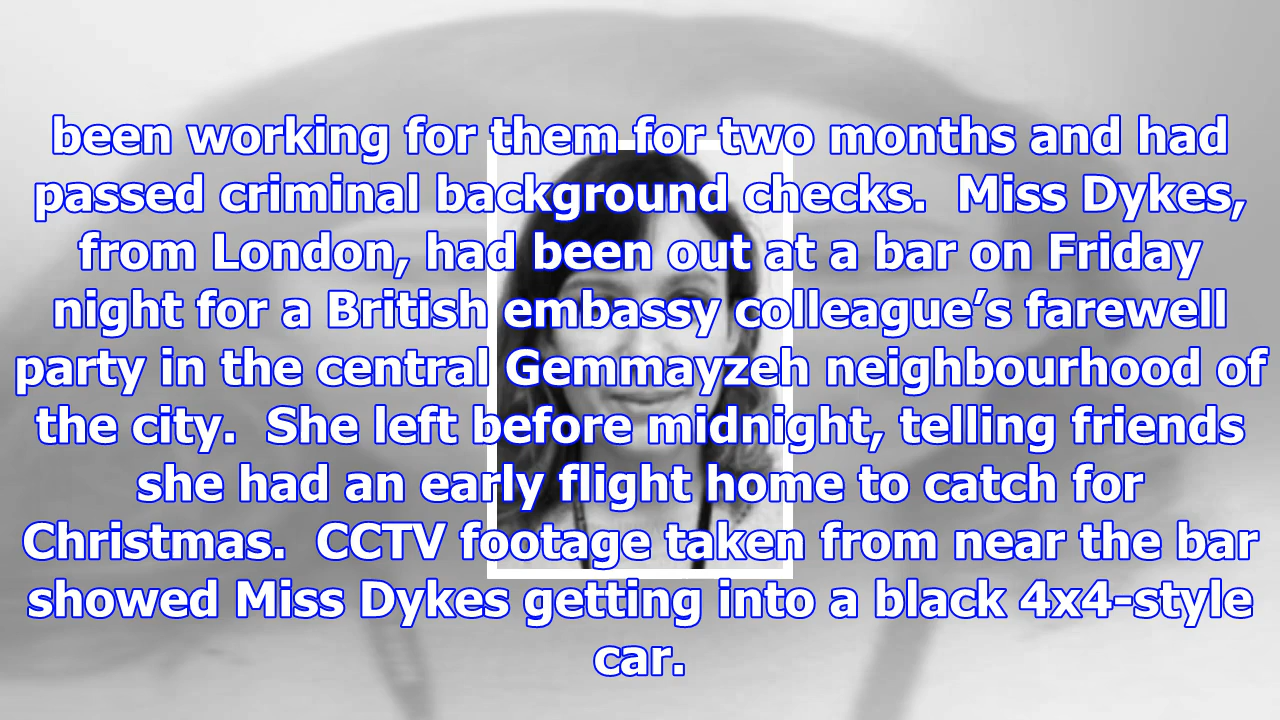 been working for them for two months and had
passed criminal background checks.  Miss Dykes,
from London, had been out at a bar on Friday
night for a British embassy colleague’s farewell
party in the central Gemmayzeh neighbourhood of
the city.  She left before midnight, telling friends
she had an early flight home to catch for
Christmas.  CCTV footage taken from near the bar
showed Miss Dykes getting into a black 4x4-style
car.